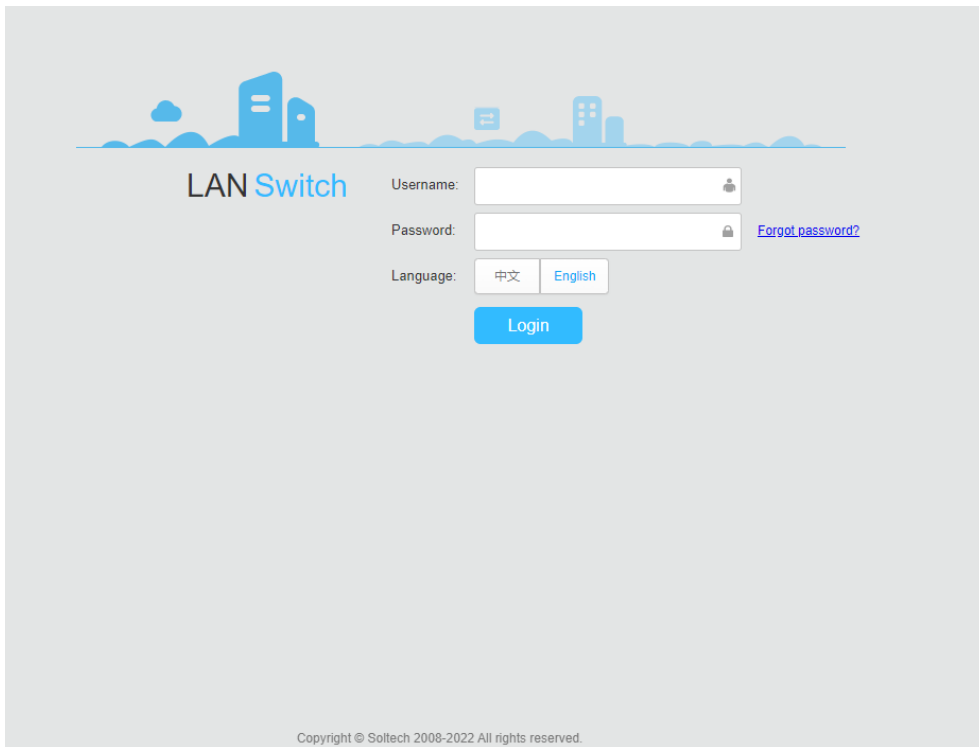 LAN Switch
Username:
Password:
Forgot password?
Language:
中文
English
Login
Copyright © Soltech 2008-2022 All rights reserved.